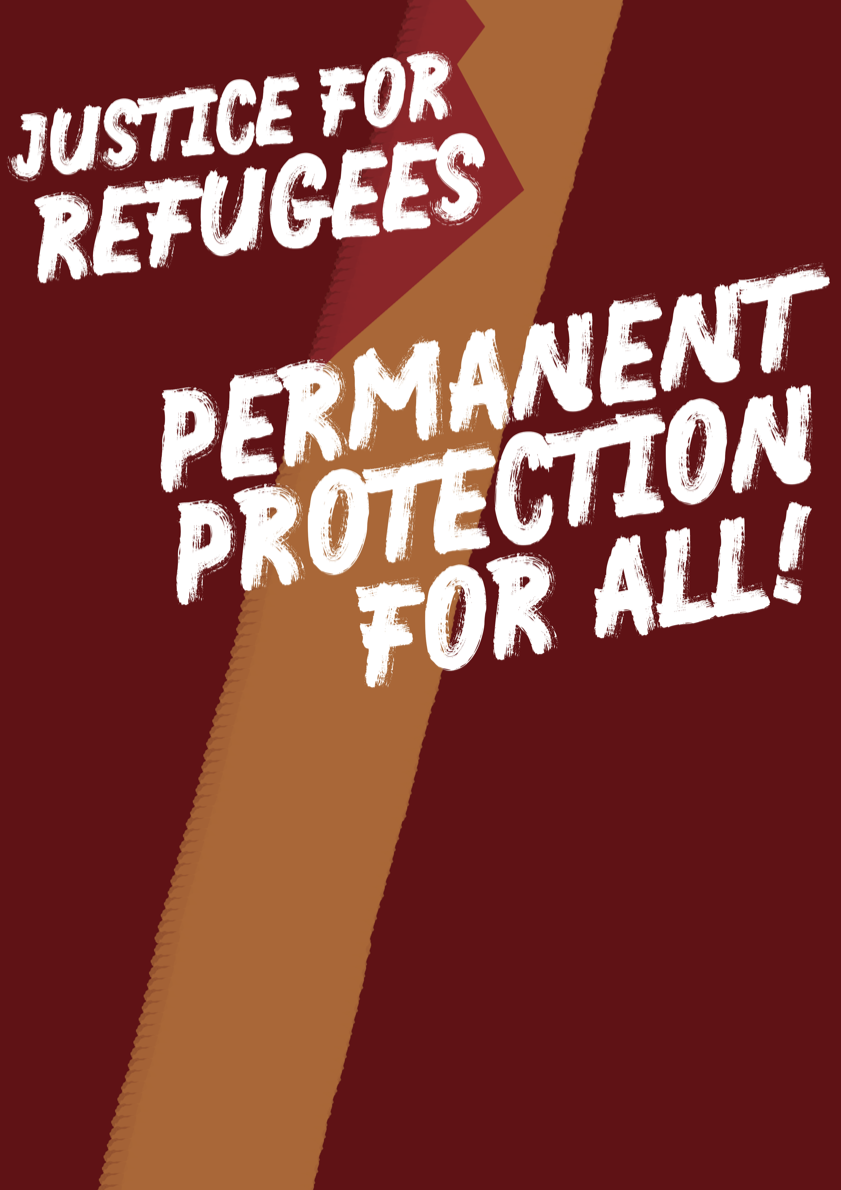 JUSTICE FOR
REFUGEES
PERMANENT
PROTECTION
FOR ALL!